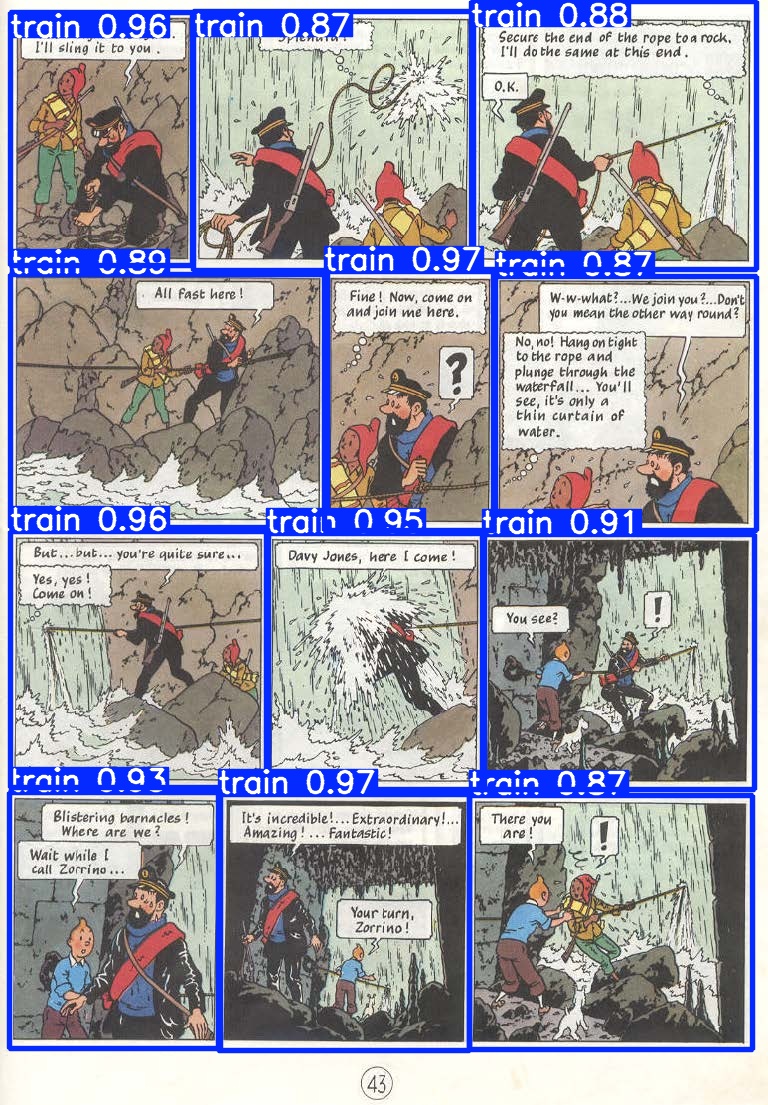 train 0.96
I'll sling it to you.
train 0.87
Splendid!
train 0.88
Secure the end of the rope to a rock.
I'll do the same at this end.
O.K.
train 0.89
All fast here!
train 0.97
Fine! Now, come on
and join me here.
?
train 0.87
W-w-what?...We join you?...Don't
you mean the other way round?
No, no! Hang on tight
to the rope and
plunge through the
waterfall... You'll
see, it's only a
thin curtain of
water.
train 0.96
But...but...you're quite sure...
Yes, yes!
Come on!
train 0.95
Davy Jones, here I come!
train 0.91
You see?
!
train 0.93
Blistering barnacles!
Where are we?
Wait while I
call Zorrino...
train 0.97
It's incredible!...Extraordinary!...
Amazing!... Fantastic!
Your turn,
Zorrino!
train 0.87
There you
are!
!
43